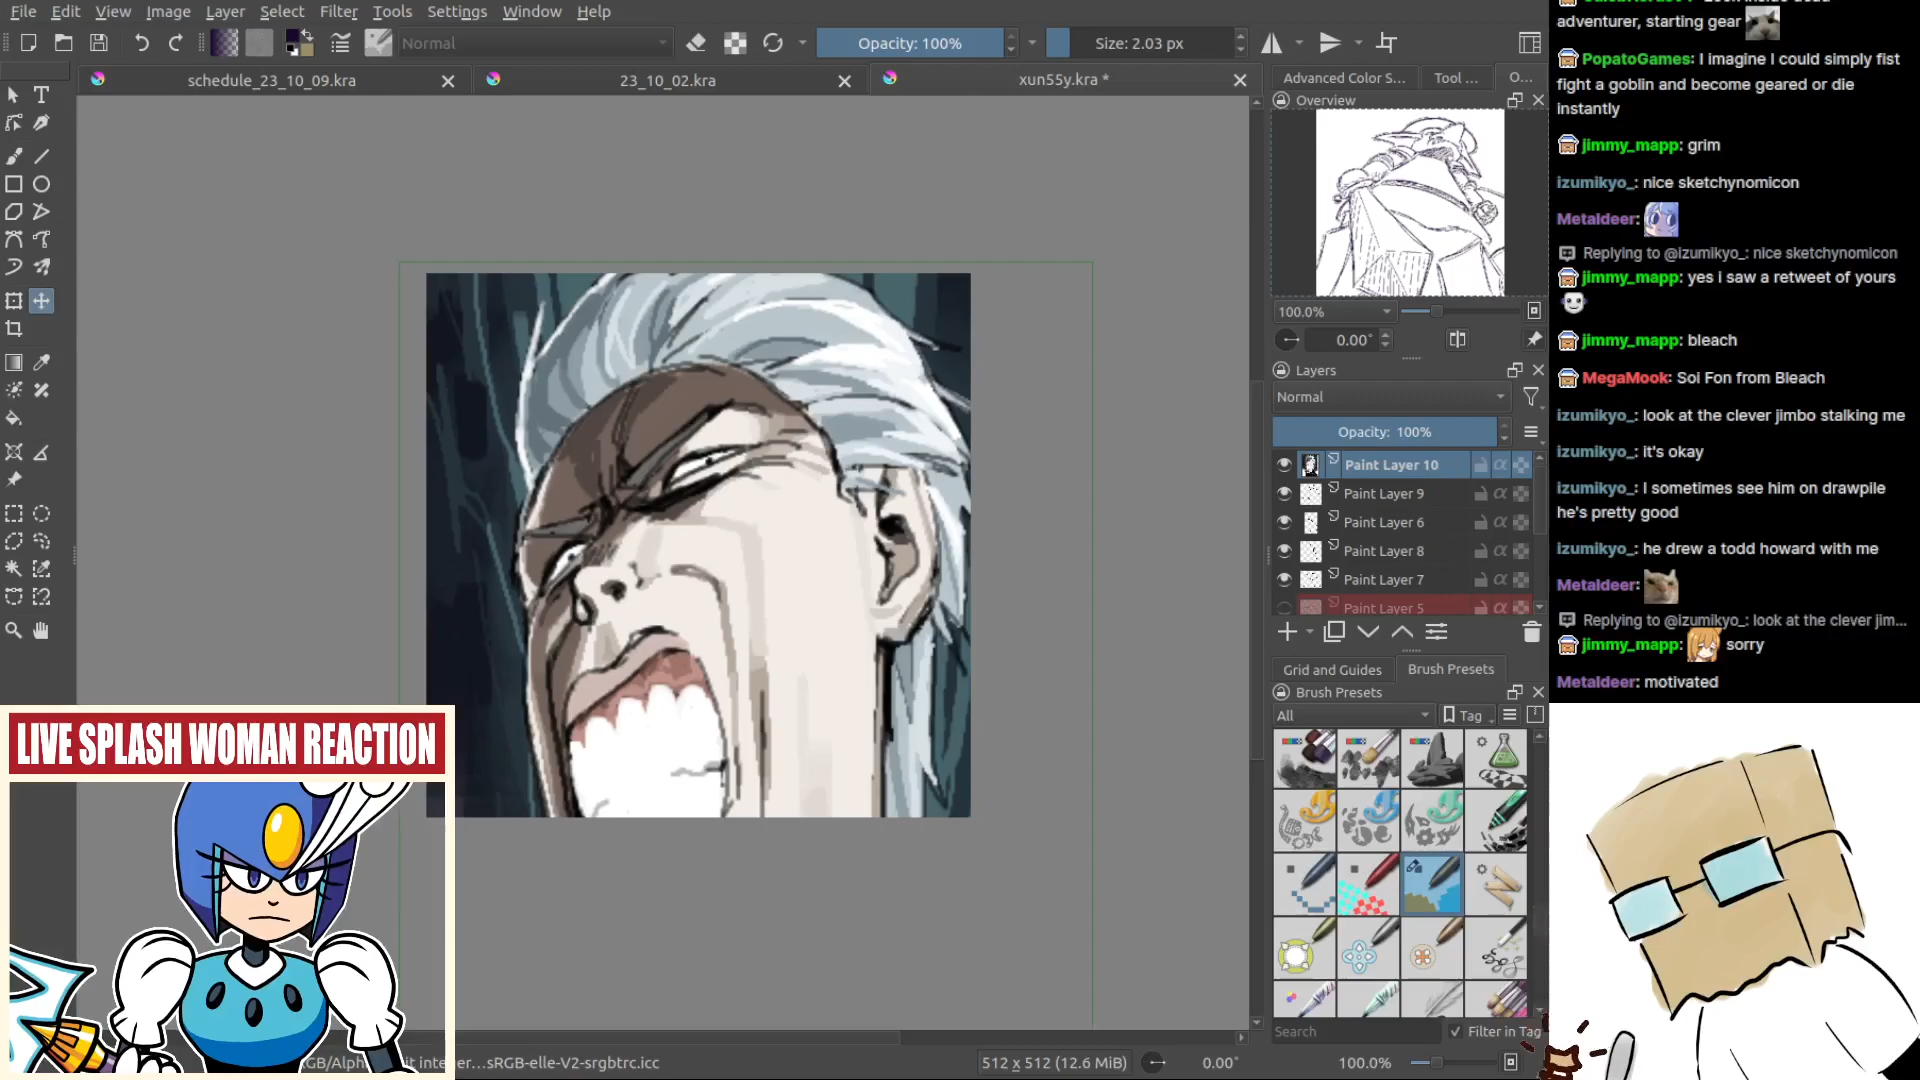 File Edit View Image Layer Select Filter Tools Settings Window Help
Normal
Opacity: 100%
Size: 2.03 px
schedule_23_10_09.kra
23_10_02.kra
xun55y.kra *
Advanced Color S...
Tool ...
O...
Overview
100.0%
0.00°
Layers
Normal
Opacity: 100%
Paint Layer 10
Paint Layer 9
Paint Layer 6
Paint Layer 8
Paint Layer 7
Paint Layer 5
Grid and Guides
Brush Presets
Brush Presets
All
Tag
Search
Filter in Tag
512 x 512 (12.6 MiB)
0.00°
100.0%
...sRGB-elle-V2-srgbtrc.icc
LIVE SPLASH WOMAN REACTION
adventurer, starting gear
PopatoGames: I imagine I could simply fist
fight a goblin and become geared or die
instantly
jimmy_mapp: grim
izumikyo_: nice sketchynomicon
Metaldeer:
Replying to @izumikyo_: nice sketchynomicon
jimmy_mapp: yes i saw a retweet of yours
jimmy_mapp: bleach
MegaMook: Soi Fon from Bleach
izumikyo_: look at the clever jimbo stalking me
izumikyo_: it's okay
izumikyo_: I sometimes see him on drawpile
he's pretty good
izumikyo_: he drew a todd howard with me
Metaldeer:
Replying to @izumikyo_: look at the clever jim...
jimmy_mapp: sorry
Metaldeer: motivated